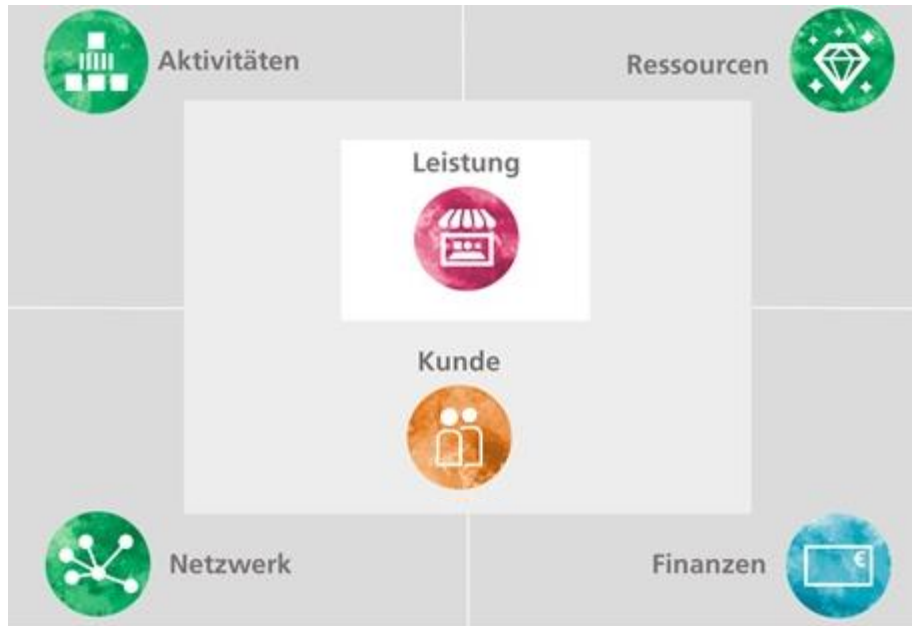 Aktivitäten
Ressourcen
Leistung
Kunde
Netzwerk
Finanzen
€